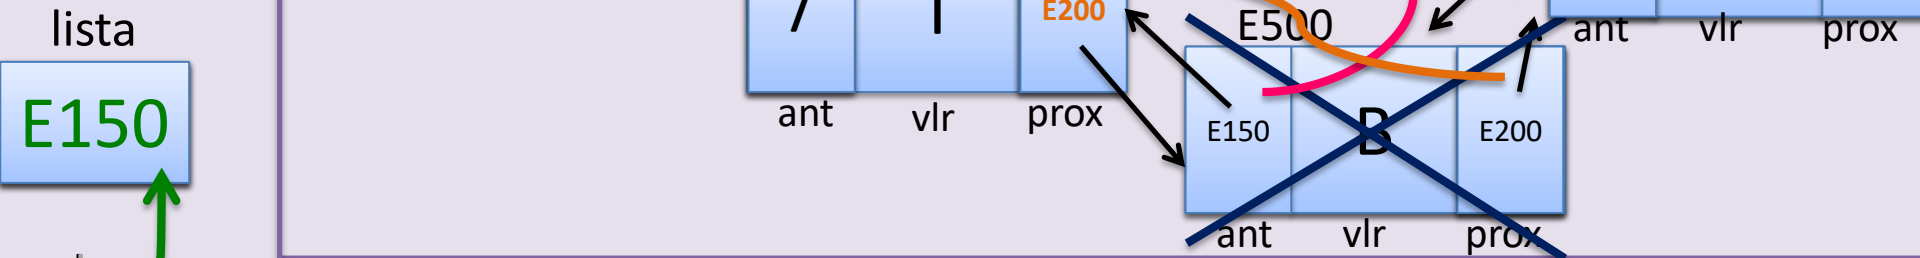 lista
E150
E200
ant vlr prox
E500
E150 B E200
ant vlr prox
ant vlr prox